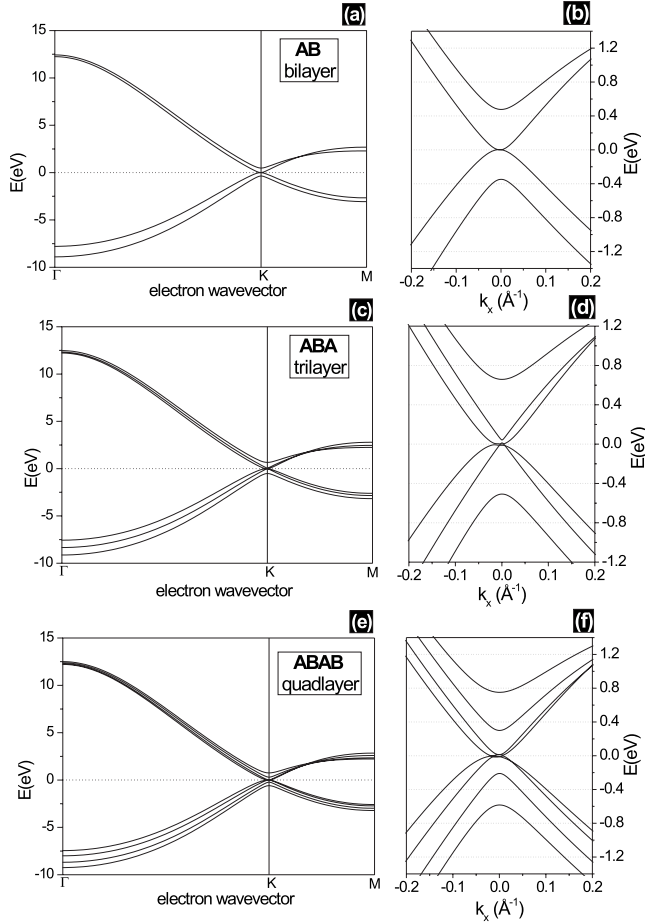 (a)
(b)
AB
bilayer
15
10
5
0
-5
-10
E(eV)
Γ
K
M
electron wavevector
1.2
0.8
0.4
0.0
-0.4
-0.8
-1.2
E(eV)
-0.2
-0.1
0.0
0.1
0.2
kx (Å-1)
(c)
(d)
ABA
trilayer
15
10
5
0
-5
-10
E(eV)
Γ
K
M
electron wavevector
1.2
0.8
0.4
0.0
-0.4
-0.8
-1.2
E(eV)
-0.2
-0.1
0.0
0.1
0.2
kx (Å-1)
(e)
(f)
ABAB
quadlayer
15
10
5
0
-5
-10
E(eV)
Γ
K
M
electron wavevector
1.2
0.8
0.4
0.0
-0.4
-0.8
-1.2
E(eV)
-0.2
-0.1
0.0
0.1
0.2
kx (Å-1)